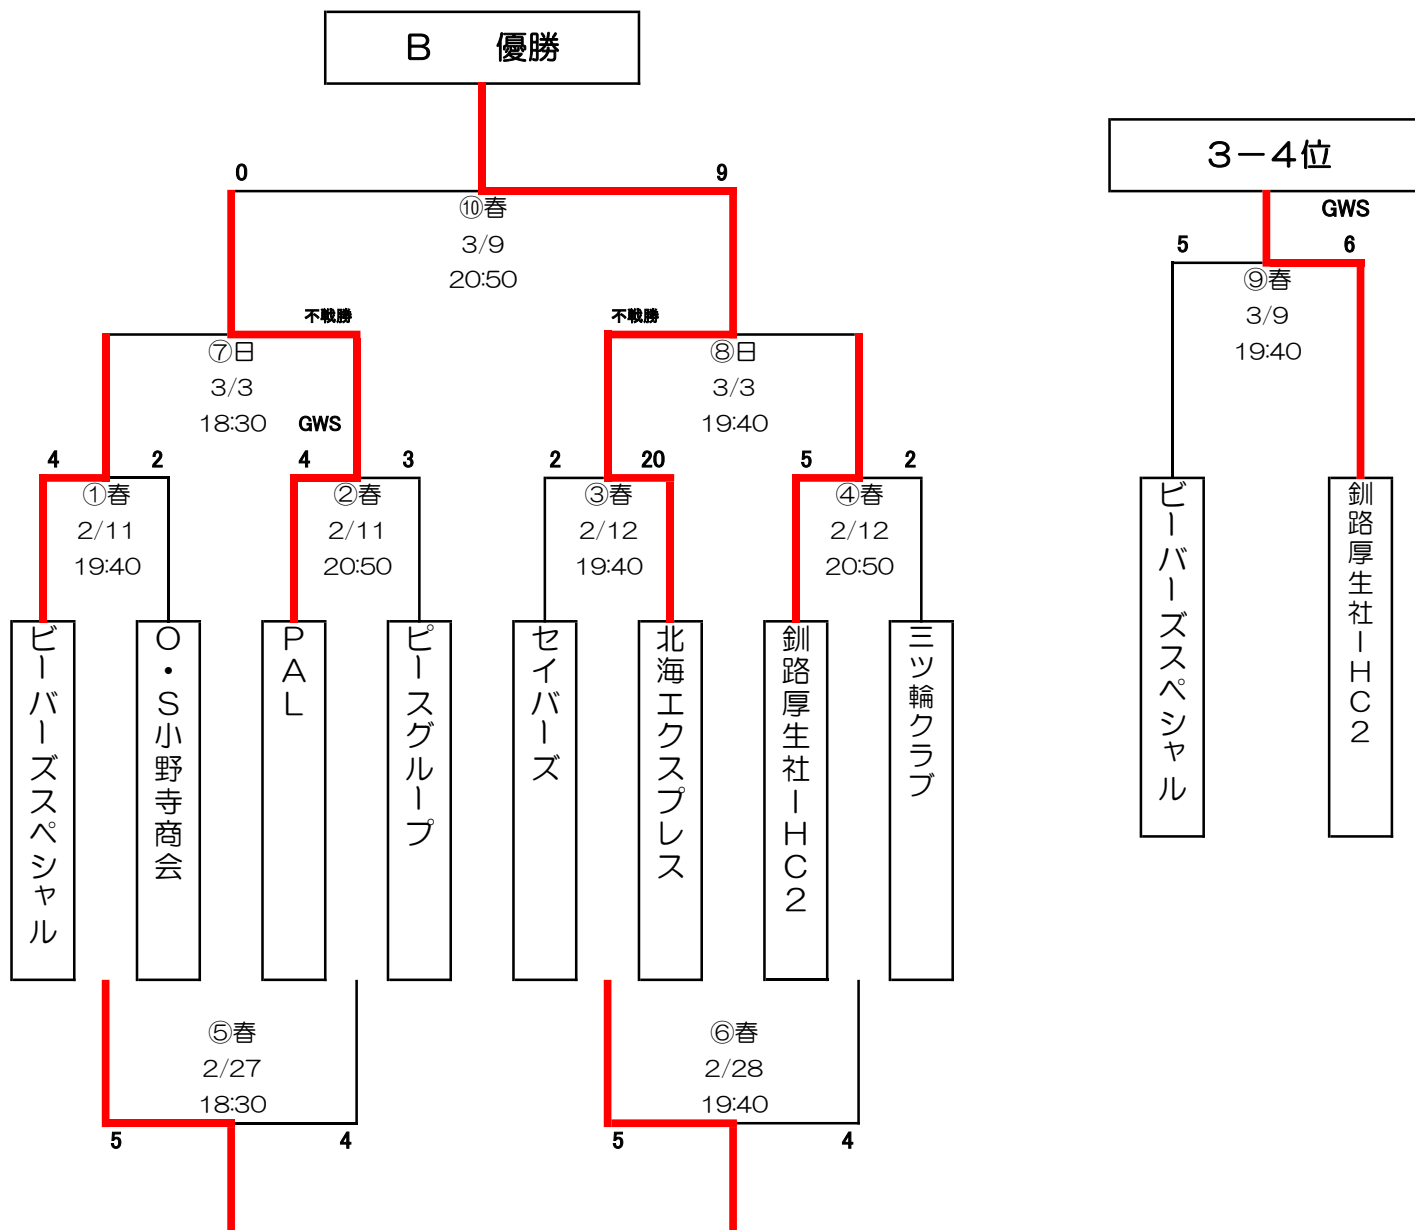 B 優勝
0 9
⑩春
3/9
20:50
不戦勝 不戦勝
⑦日
3/3
18:30
⑧日
3/3
19:40
GWS
4 2 4 3 2 20 5 2
①春
2/11
19:40
②春
2/11
20:50
③春
2/12
19:40
④春
2/12
20:50
ビーバーズスペシャル
O・S小野寺商会
PAL
ピースグループ
セイバーズ
北海エクスプレス
釧路厚生社ーHC2
三ツ輪クラブ
⑤春
2/27
18:30
5 4
⑥春
2/28
19:40
5 4
3－4位
GWS
5 6
⑨春
3/9
19:40
ビーバーズスペシャル
釧路厚生社ーHC2